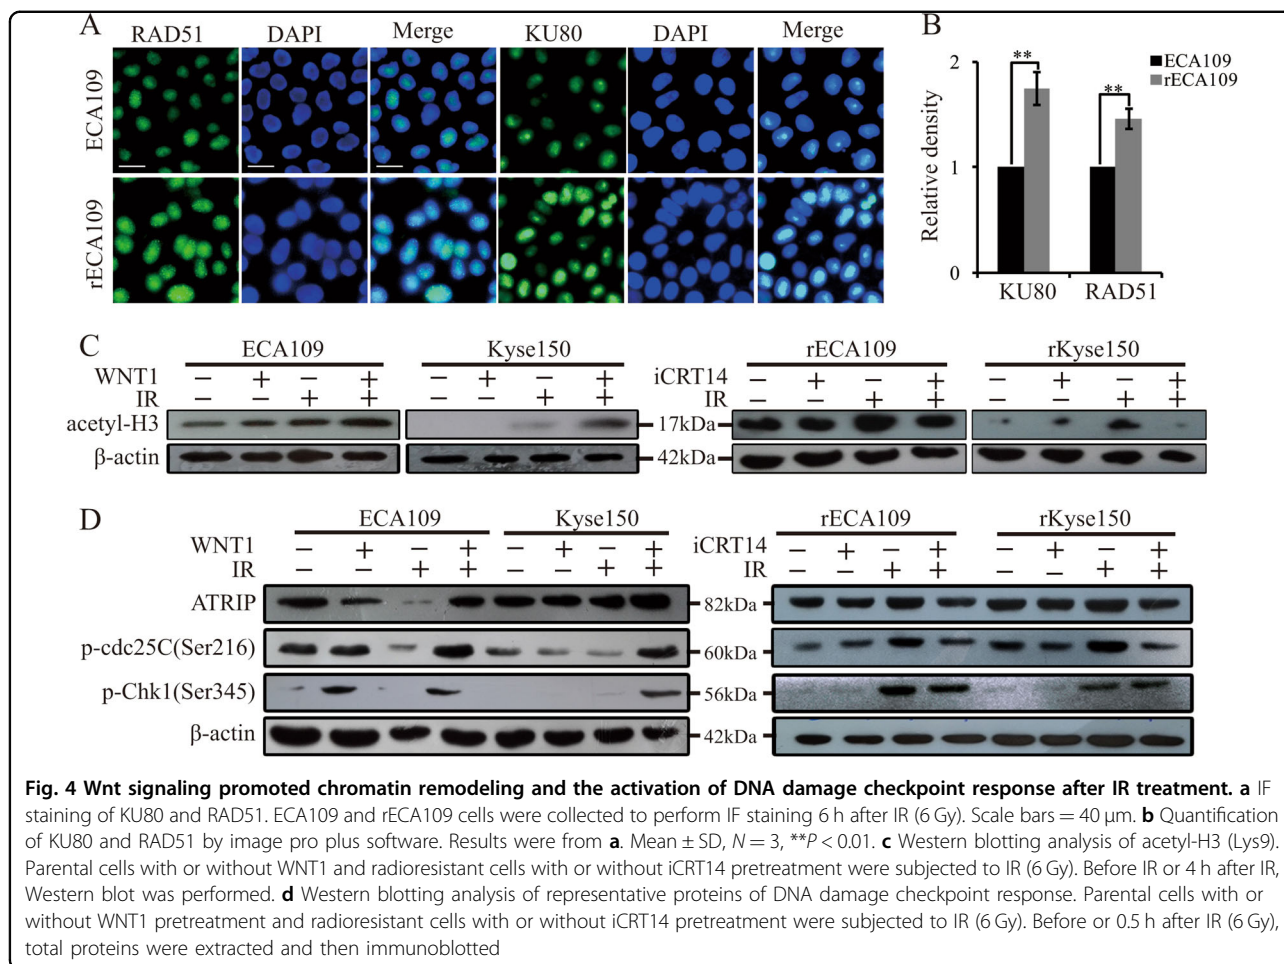 A
RAD51 DAPI Merge KU80 DAPI Merge
ECA109
rECA109
B
ECA109
rECA109
Relative density
2
1
0
** **
KU80 RAD51
C
ECA109 Kyse150 rECA109 rKyse150
WNT1 − + − + − + − + iCRT14 − + − + − + − +
IR − − + + − − + + IR − − + + − − + +
acetyl-H3 17kDa
β-actin 42kDa
D
ECA109 Kyse150 rECA109 rKyse150
WNT1 − + − + − + − + iCRT14 − + − + − + − +
IR − − + + − − + + IR − − + + − − + +
ATRIP 82kDa
p-cdc25C(Ser216) 60kDa
p-Chk1(Ser345) 56kDa
β-actin 42kDa
Fig. 4 Wnt signaling promoted chromatin remodeling and the activation of DNA damage checkpoint response after IR treatment. a IF
staining of KU80 and RAD51. ECA109 and rECA109 cells were collected to perform IF staining 6 h after IR (6 Gy). Scale bars = 40 μm. b Quantification
of KU80 and RAD51 by image pro plus software. Results were from a. Mean ± SD, N = 3, **P < 0.01. c Western blotting analysis of acetyl-H3 (Lys9).
Parental cells with or without WNT1 and radioresistant cells with or without iCRT14 pretreatment were subjected to IR (6 Gy). Before IR or 4 h after IR,
Western blot was performed. d Western blotting analysis of representative proteins of DNA damage checkpoint response. Parental cells with or
without WNT1 pretreatment and radioresistant cells with or without iCRT14 pretreatment were subjected to IR (6 Gy). Before or 0.5 h after IR (6 Gy),
total proteins were extracted and then immunoblotted